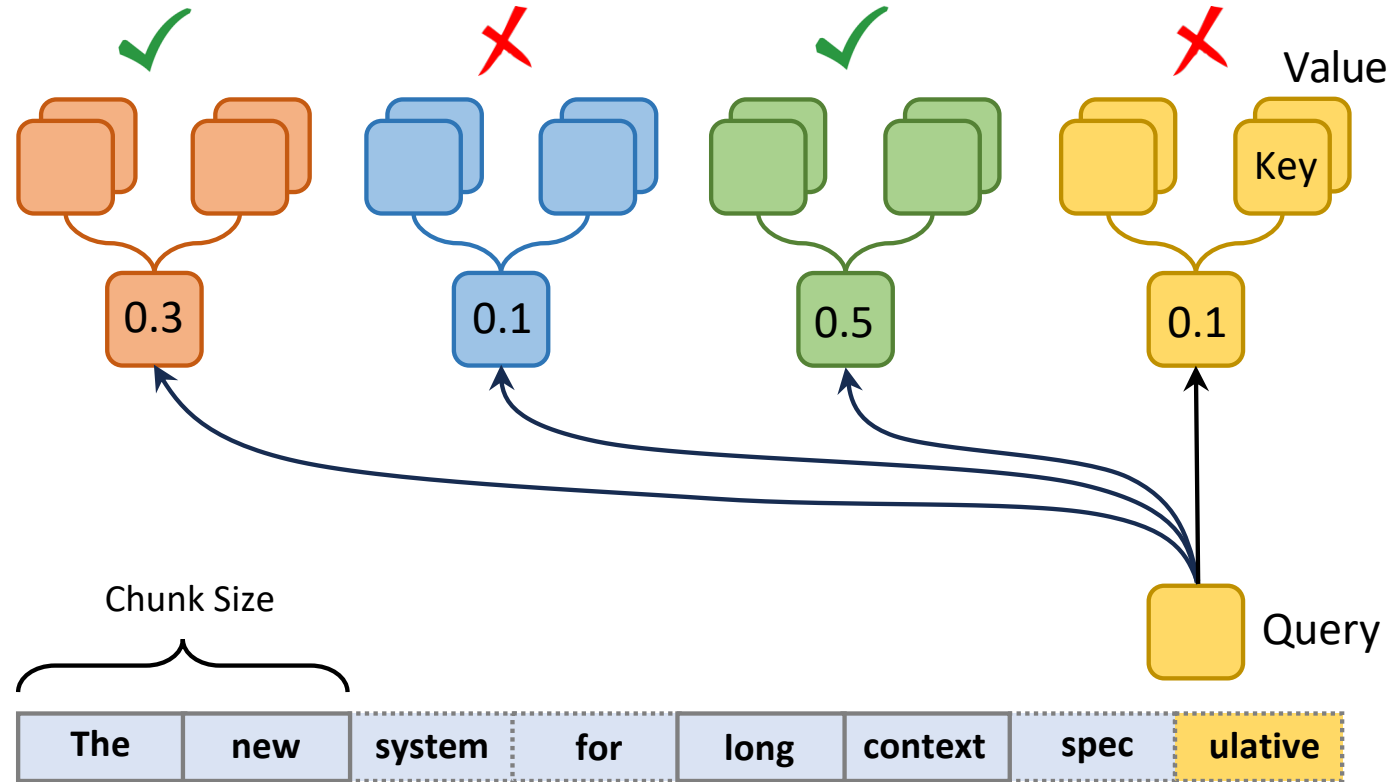 Value
Key
0.3 0.1 0.5 0.1
Chunk Size
Query
The new system for long context spec ulative